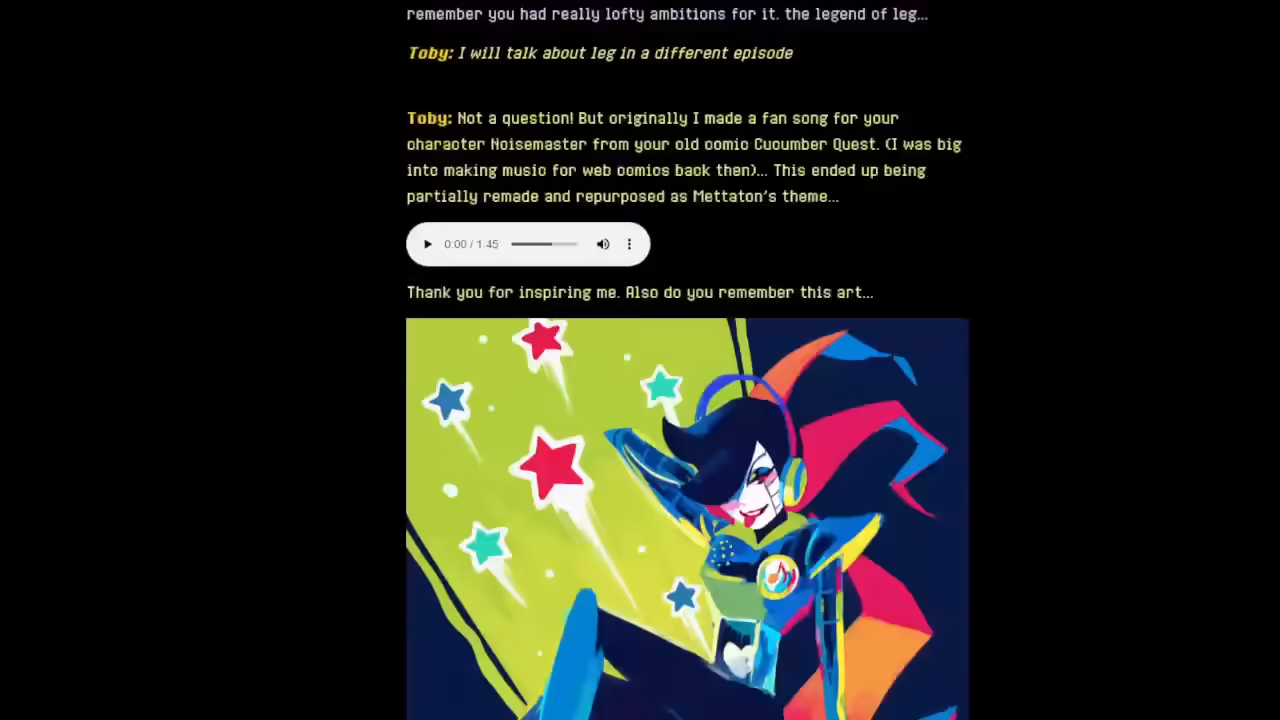 remember you had really lofty ambitions for it. the legend of leg...
Toby: I will talk about leg in a different episode
Toby: Not a question! But originally I made a fan song for your
character Noisemaster from your old comic Cucumber Quest. (I was big
into making music for web comics back then)... This ended up being
partially remade and repurposed as Mettaton's theme...
0:00 / 1:45
Thank you for inspiring me. Also do you remember this art...